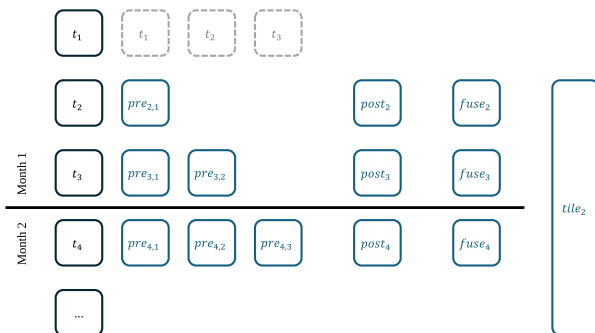 t₁ t₁ t₂ t₃
t₂ pre₂,₁ post₂ fuse₂
Month 1
t₃ pre₃,₁ pre₃,₂ post₃ fuse₃
tile₂
Month 2
t₄ pre₄,₁ pre₄,₂ pre₄,₃ post₄ fuse₄
...